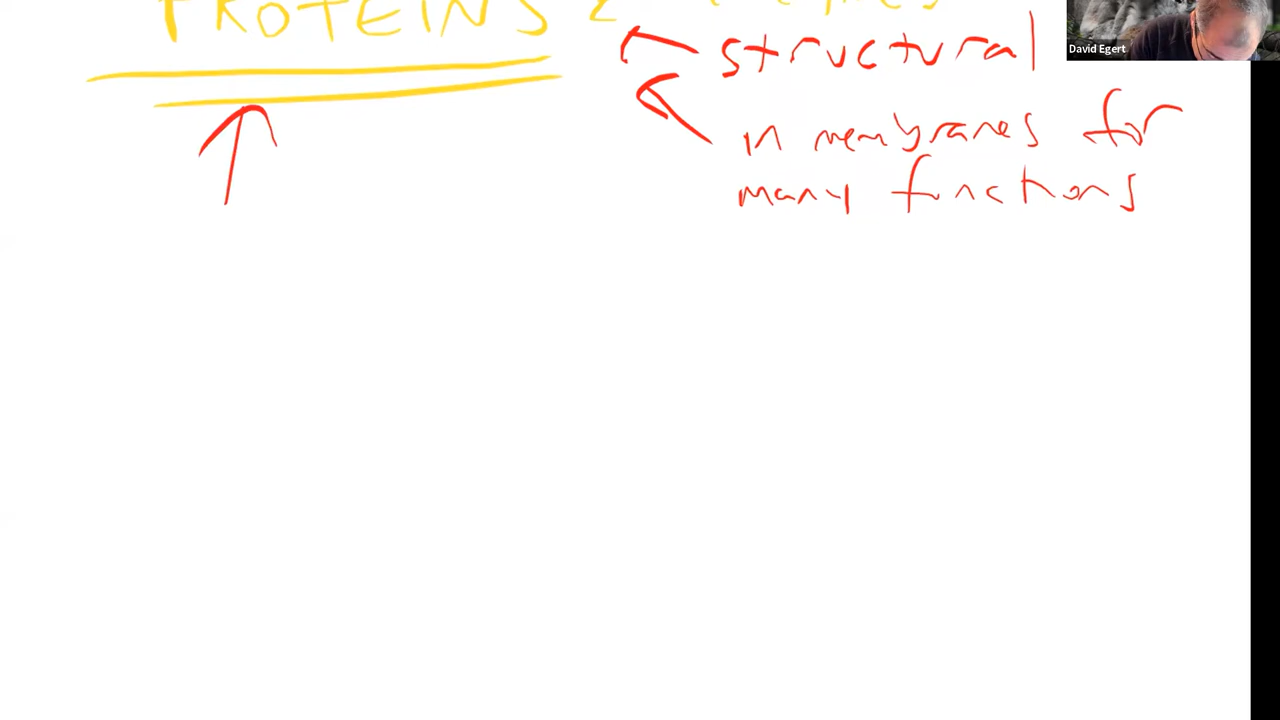 PROTEINS
David Egert
structural
in membranes for
many functions